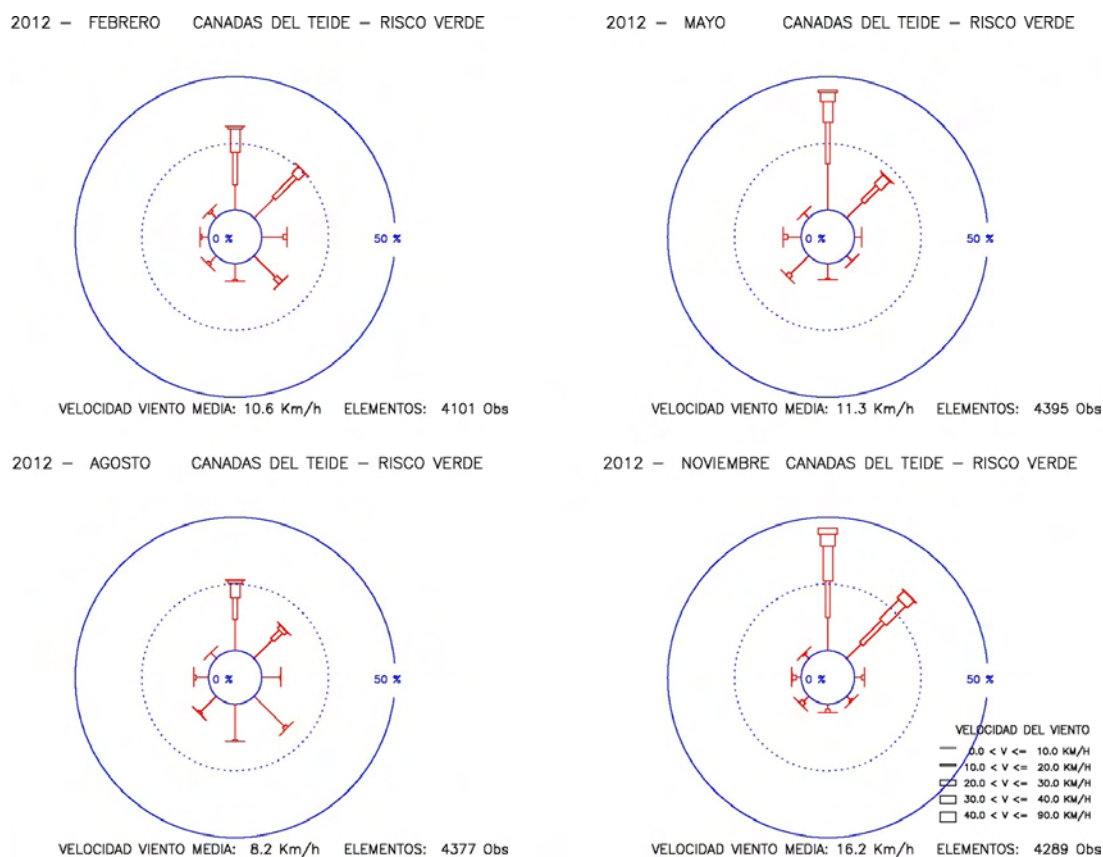 2012 — FEBRERO CANADAS DEL TEIDE — RISCO VERDE
0 %
50 %
VELOCIDAD VIENTO MEDIA: 10.6 Km/h ELEMENTOS: 4101 Obs
2012 — MAYO CANADAS DEL TEIDE — RISCO VERDE
0 %
50 %
VELOCIDAD VIENTO MEDIA: 11.3 Km/h ELEMENTOS: 4395 Obs
2012 — AGOSTO CANADAS DEL TEIDE — RISCO VERDE
0 %
50 %
VELOCIDAD VIENTO MEDIA: 8.2 Km/h ELEMENTOS: 4377 Obs
2012 — NOVIEMBRE CANADAS DEL TEIDE — RISCO VERDE
0 %
50 %
VELOCIDAD DEL VIENTO
0.0 < V <= 10.0 KM/H
10.0 < V <= 20.0 KM/H
20.0 < V <= 30.0 KM/H
30.0 < V <= 40.0 KM/H
40.0 < V <= 90.0 KM/H
VELOCIDAD VIENTO MEDIA: 16.2 Km/h ELEMENTOS: 4289 Obs